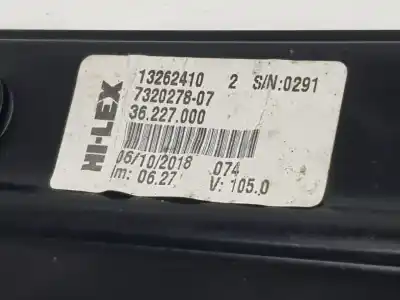 HI-LEX
13262410 2 S/N:0291
7320278-07
36.227.000
06/10/2018 074
m: 06.27 V: 105.0